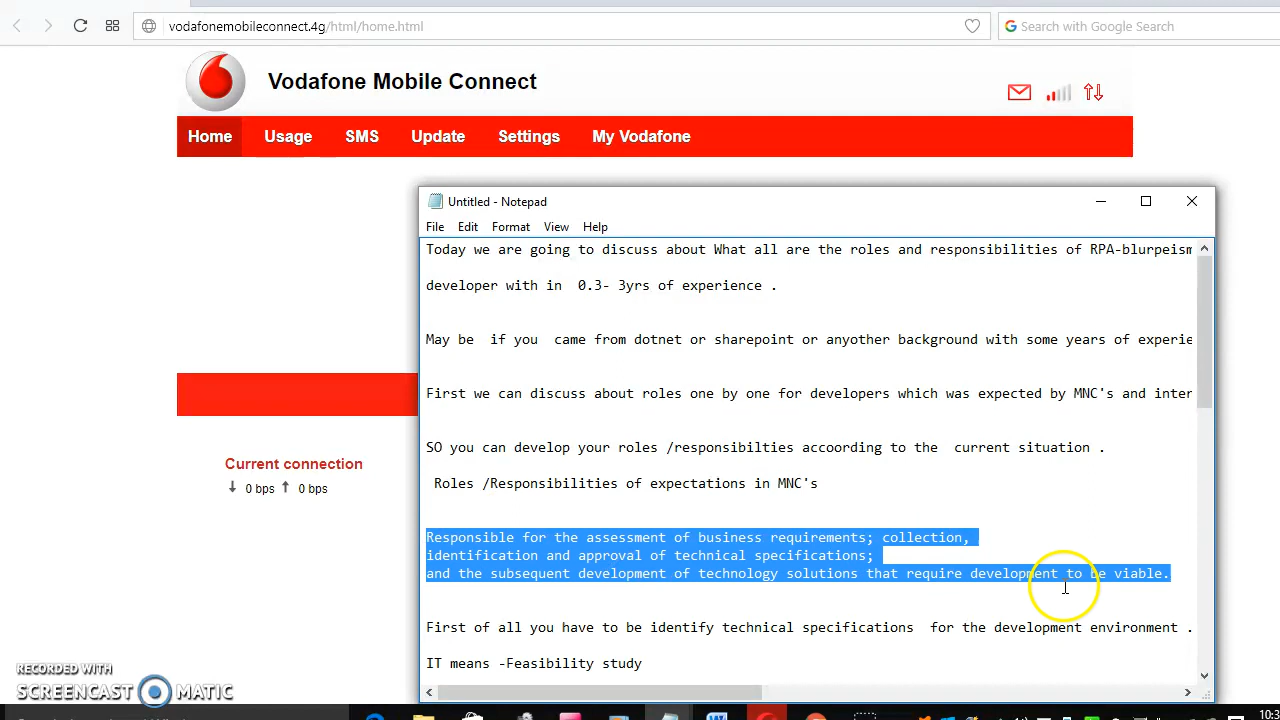 vodafonemobileconnect.4g/html/home.html
Search with Google Search
Vodafone Mobile Connect
Home Usage SMS Update Settings My Vodafone
Untitled - Notepad
File Edit Format View Help
Today we are going to discuss about What all are the roles and responsibilities of RPA-blurpeism
developer with in 0.3- 3yrs of experience .
May be if you came from dotnet or sharepoint or anyother background with some years of experie
First we can discuss about roles one by one for developers which was expected by MNC's and inter
SO you can develop your roles /responsibilties accoording to the current situation .
Roles /Responsibilities of expectations in MNC's
Responsible for the assessment of business requirements; collection,
identification and approval of technical specifications;
and the subsequent development of technology solutions that require development to be viable.
First of all you have to be identify technical specifications for the development environment .
IT means -Feasibility study
Current connection
0 bps 0 bps
RECORDED WITH
SCREENCAST MATIC
10:3